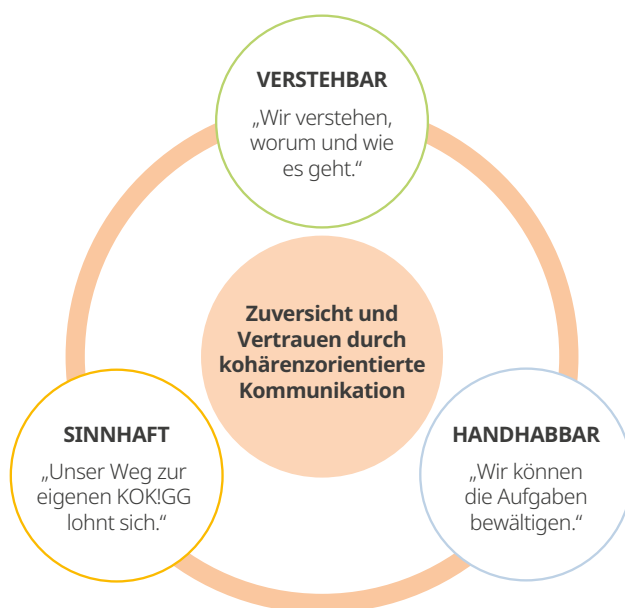 VERSTEHBAR
„Wir verstehen,
worum und wie
es geht.“
Zuversicht und
Vertrauen durch
kohärenzorientierte
Kommunikation
SINNHAFT
„Unser Weg zur
eigenen KOK!GG
lohnt sich.“
HANDHABBAR
„Wir können
die Aufgaben
bewältigen.“